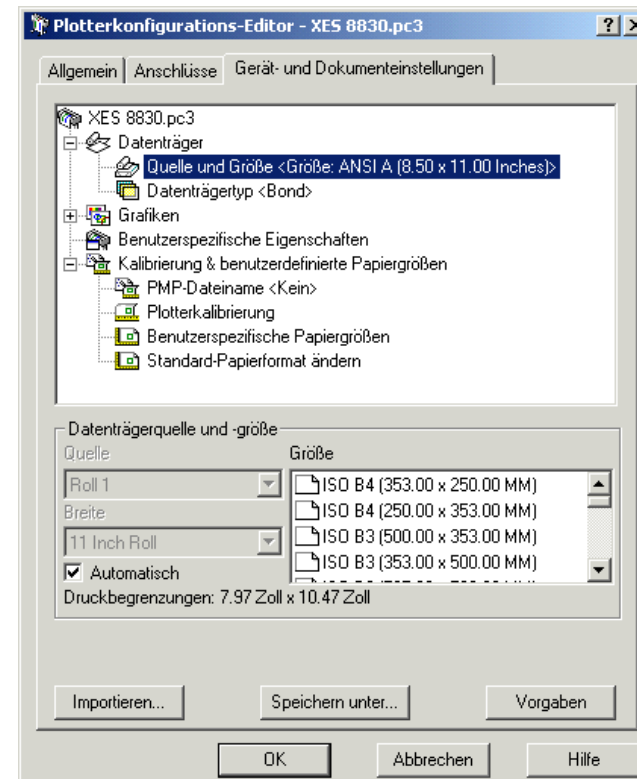 Plotterkonfigurations-Editor - XES 8830.pc3
Allgemein Anschlüsse Gerät- und Dokumenteinstellungen
XES 8830.pc3
Datenträger
Quelle und Größe <Größe: ANSI A (8.50 x 11.00 Inches)>
Datenträgertyp <Bond>
Grafiken
Benutzerspezifische Eigenschaften
Kalibrierung & benutzerdefinierte Papiergrößen
PMP-Dateiname <Kein>
Plotterkalibrierung
Benutzerspezifische Papiergrößen
Standard-Papierformat ändern
Datenträgerquelle und -größe
Quelle
Größe
Roll 1
Breite
11 Inch Roll
Automatisch
ISO B4 (353.00 x 250.00 MM)
ISO B4 (250.00 x 353.00 MM)
ISO B3 (500.00 x 353.00 MM)
ISO B3 (353.00 x 500.00 MM)
Druckbegrenzungen: 7.97 Zoll x 10.47 Zoll
Importieren... Speichern unter... Vorgaben
OK Abbrechen Hilfe